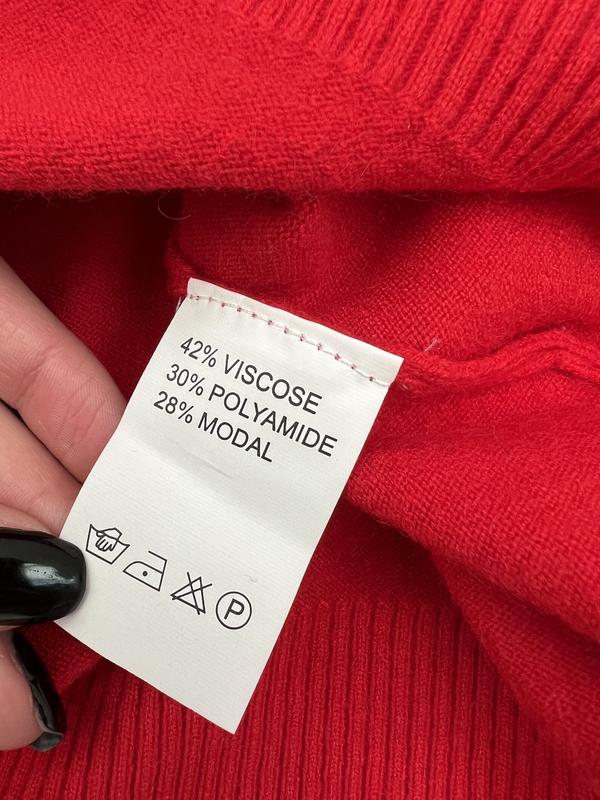 42% VISCOSE
30% POLYAMIDE
28% MODAL
P